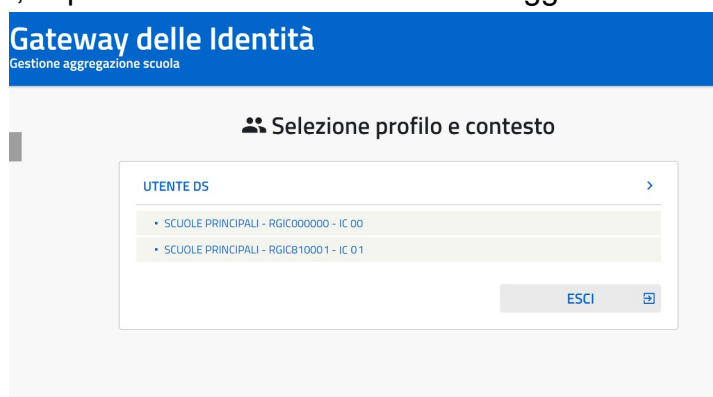 Gateway delle Identità
Gestione aggregazione scuola
Selezione profilo e contesto
UTENTE DS
• SCUOLE PRINCIPALI - RGIC000000 - IC 00
• SCUOLE PRINCIPALI - RGIC810001 - IC 01
ESCI